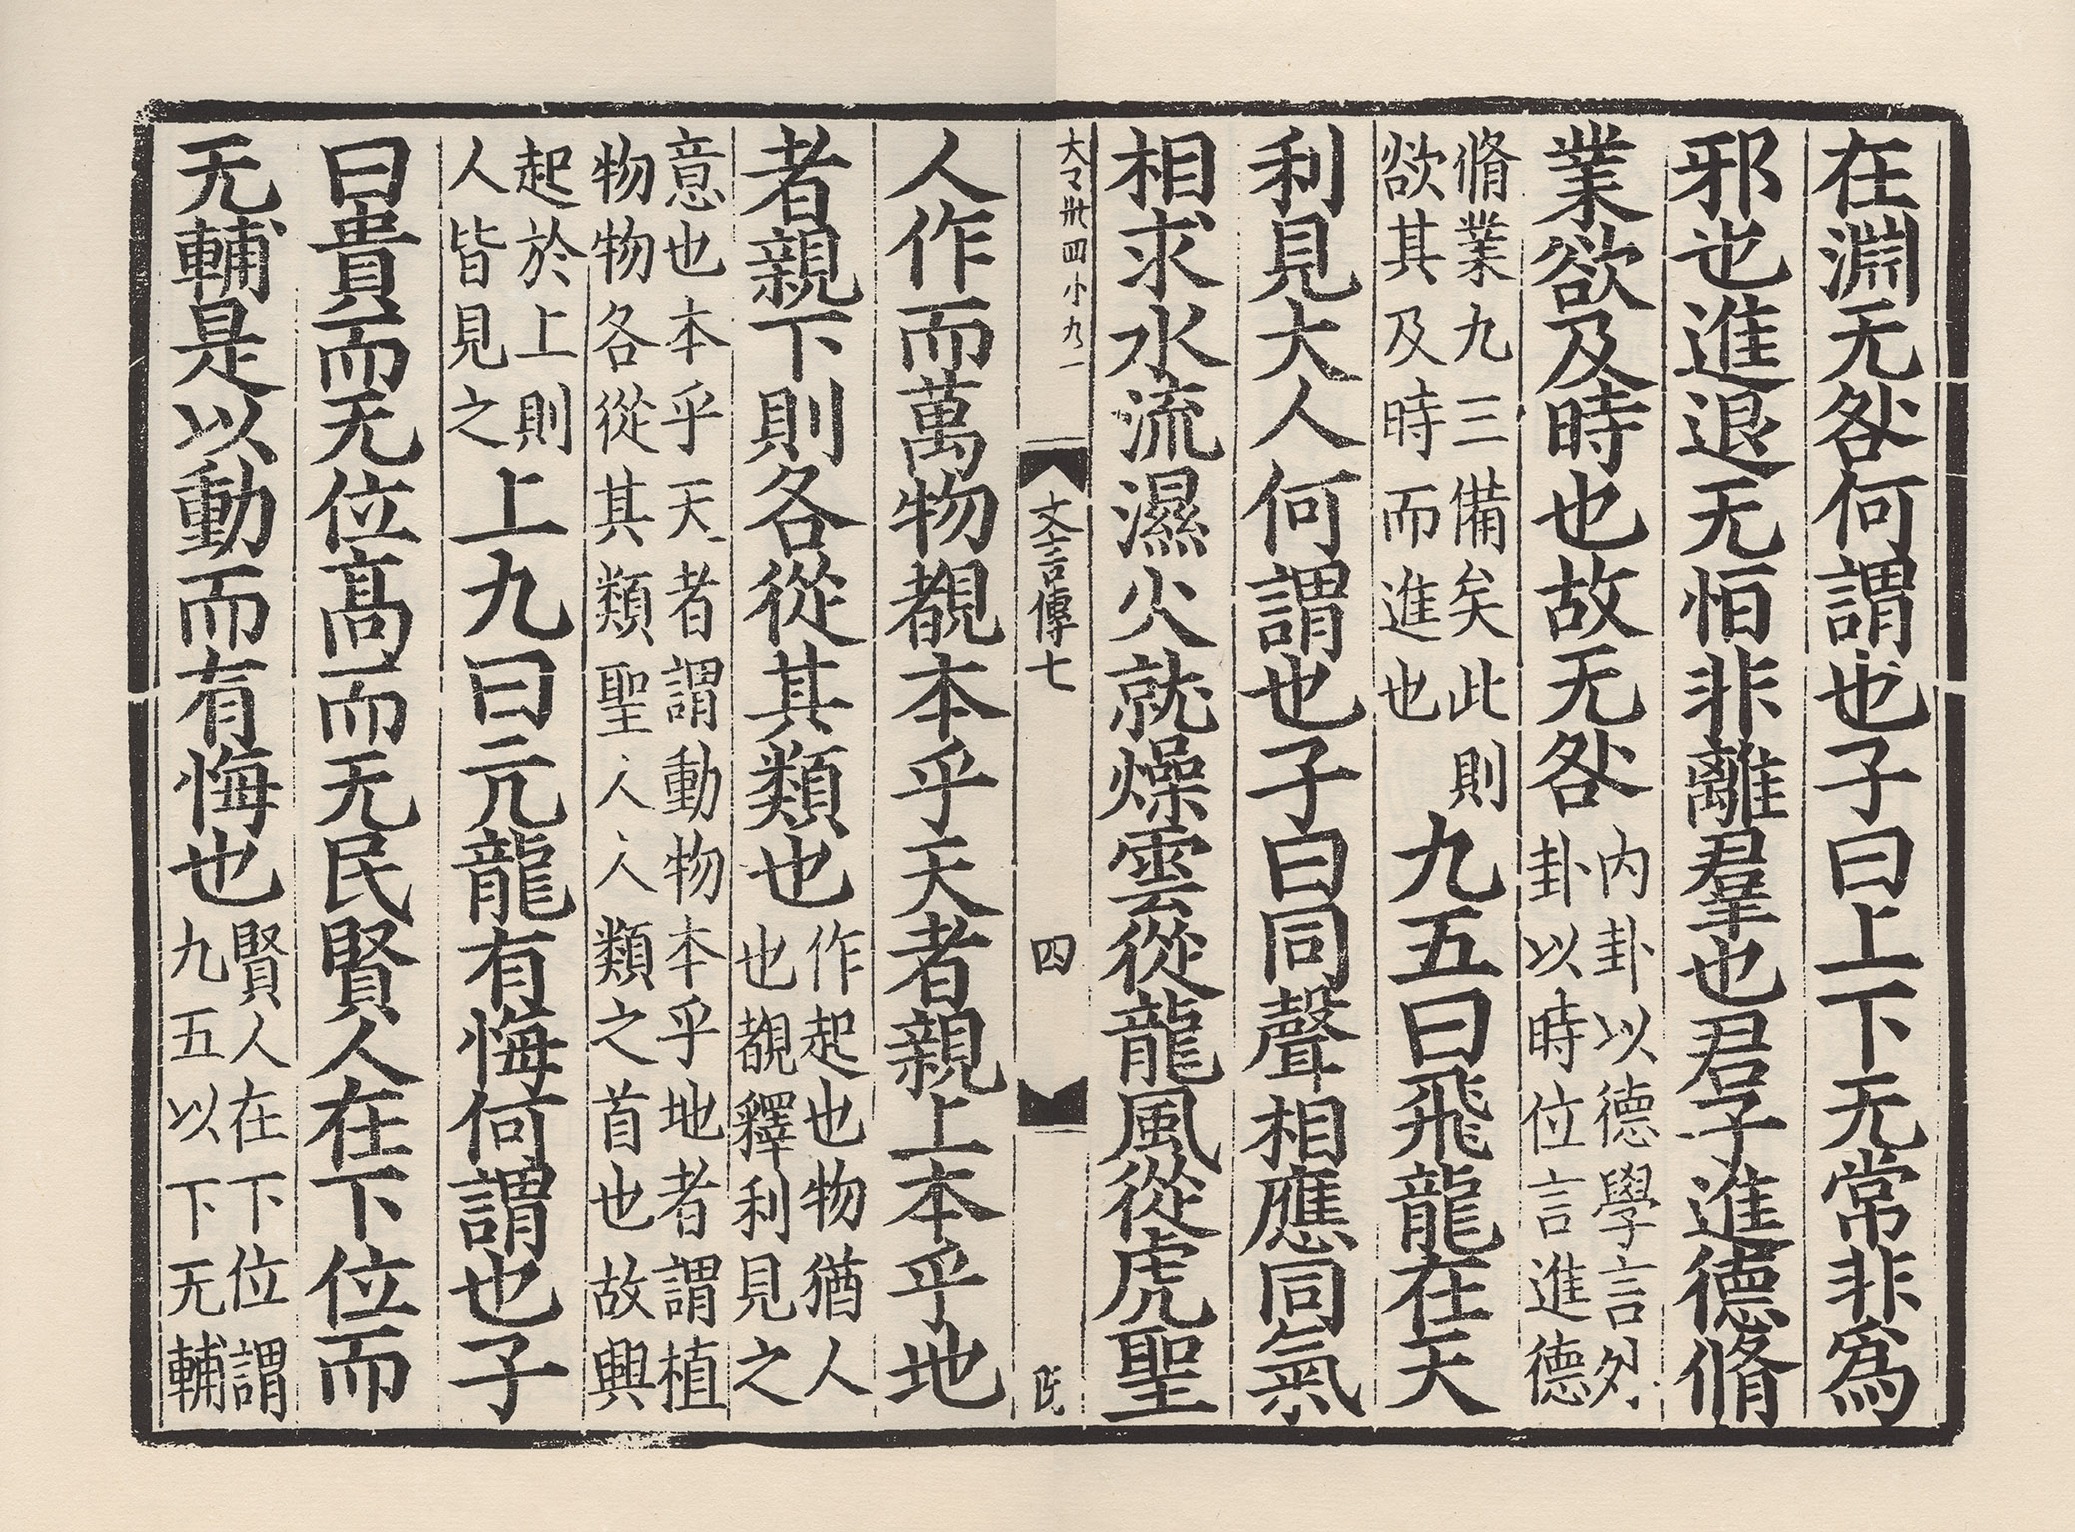 在淵无咎何謂也子曰上下无常非爲
邪也進退无恒非離羣也君子進德脩
業欲及時也故无咎
內卦以德學言外
卦以時位言進德
脩業九三備矣此則
欲其及時而進也
九五曰飛龍在天
利見大人何謂也子曰同聲相應同氣
相求水流濕火就燥雲從龍風從虎聖
大マ卅四小九一
文言傳七
四
人作而萬物覩本乎天者親上本乎地
者親下則各從其類也
作起也物猶人
也覩釋利見之
意也本乎天者謂動物本乎地者謂植
物物各從其類聖人人類之首也故興
起於上則
人皆見之
上九曰亢龍有悔何謂也子
曰貴而无位高而无民賢人在下位而
无輔是以動而有悔也
賢人在下位謂
九五以下无輔